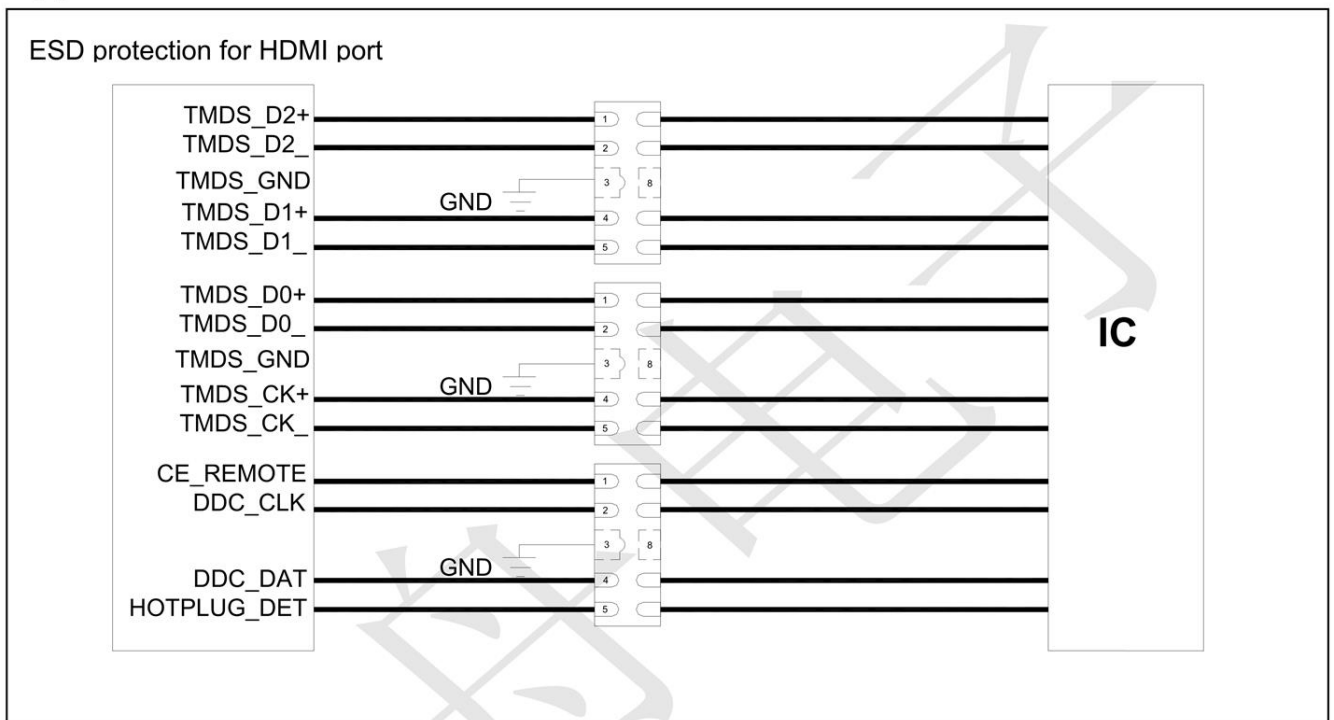 ESD protection for HDMI port
TMDS_D2+
1
TMDS_D2_
2
TMDS_GND
3
8
GND
TMDS_D1+
4
TMDS_D1_
5
TMDS_D0+
1
TMDS_D0_
2
TMDS_GND
3
8
GND
TMDS_CK+
4
TMDS_CK_
5
IC
CE_REMOTE
1
DDC_CLK
2
3
8
GND
DDC_DAT
4
HOTPLUG_DET
5
电子